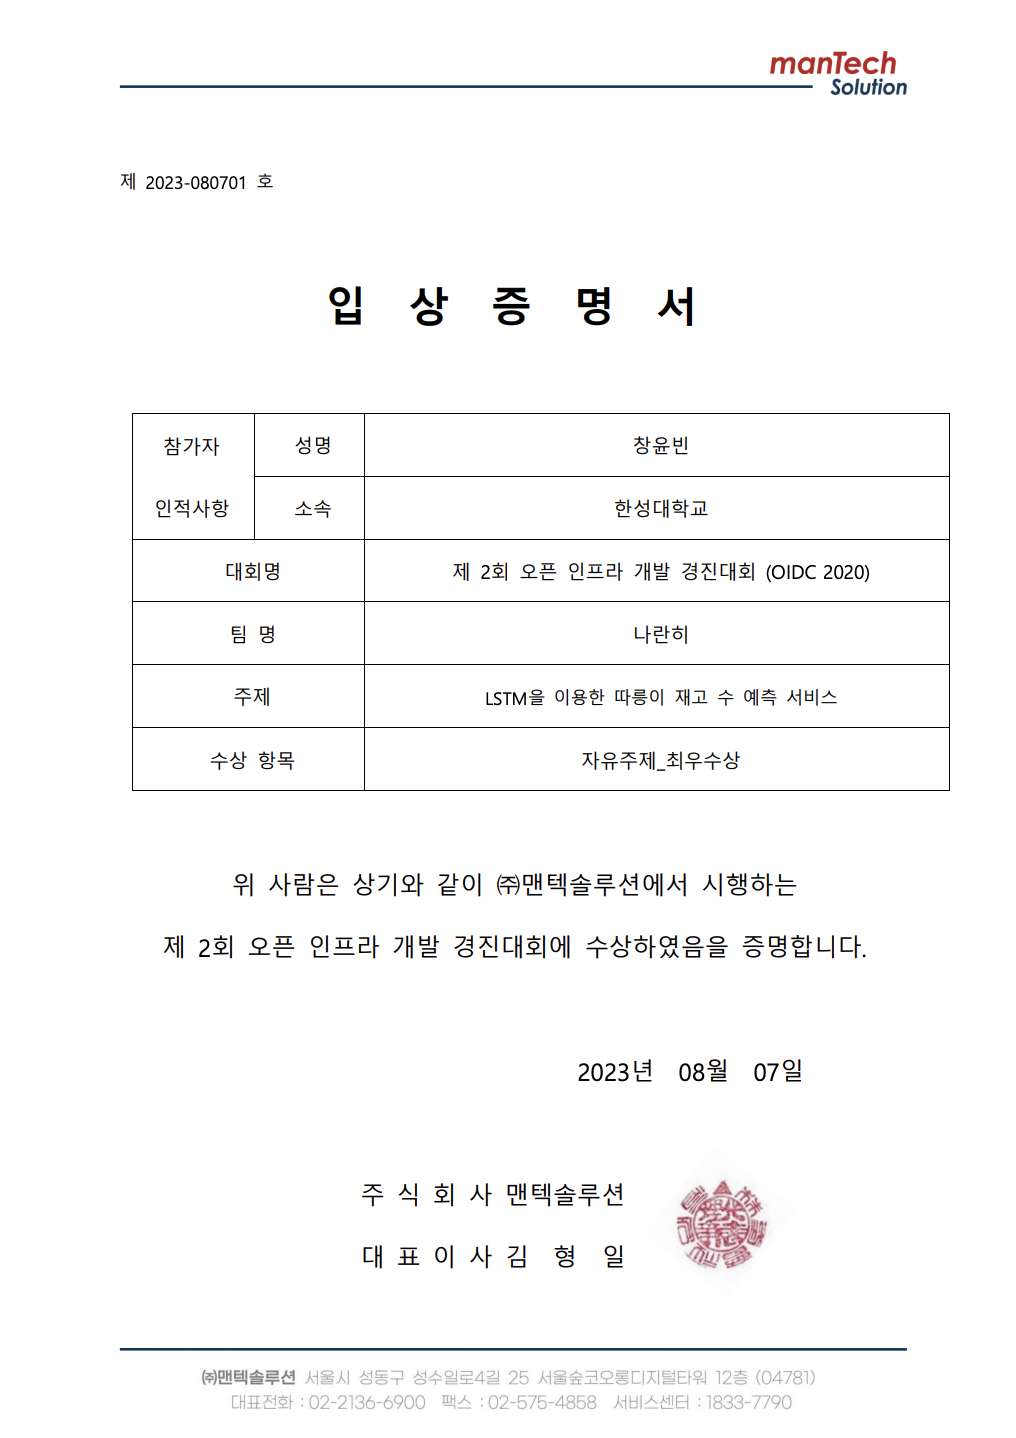 manTech
Solution
제 2023-080701 호
입 상 증 명 서
참가자
인적사항
성명
창윤빈
소속
한성대학교
대회명
제 2회 오픈 인프라 개발 경진대회 (OIDC 2020)
팀 명
나란히
주제
LSTM을 이용한 따릉이 재고 수 예측 서비스
수상 항목
자유주제_최우수상
위 사람은 상기와 같이 ㈜맨텍솔루션에서 시행하는
제 2회 오픈 인프라 개발 경진대회에 수상하였음을 증명합니다.
2023년 08월 07일
주 식 회 사 맨텍솔루션
대 표 이 사 김 형 일
㈜맨텍솔루션 서울시 성동구 성수일로4길 25 서울숲코오롱디지털타워 12층 (04781)
대표전화 : 02-2136-6900 팩스 : 02-575-4858 서비스센터 : 1833-7790